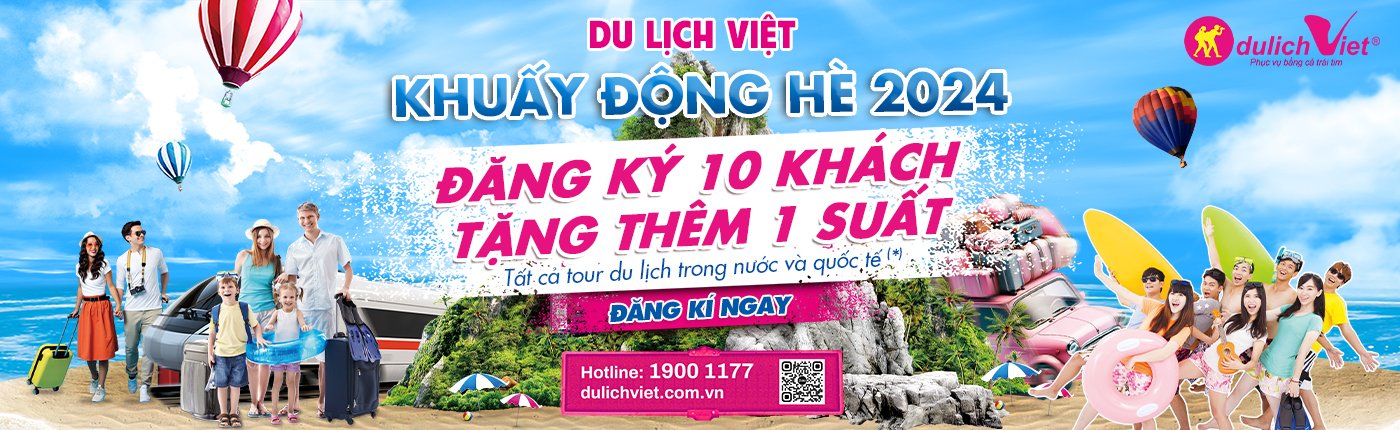 DU LỊCH VIỆT
dulichViet®
Phục vụ bằng cả trái tim
KHUẤY ĐỘNG HÈ 2024
ĐĂNG KÝ 10 KHÁCH
TẶNG THÊM 1 SUẤT
Tất cả tour du lịch trong nước và quốc tế (*)
ĐĂNG KÍ NGAY
Hotline: 1900 1177
dulichviet.com.vn